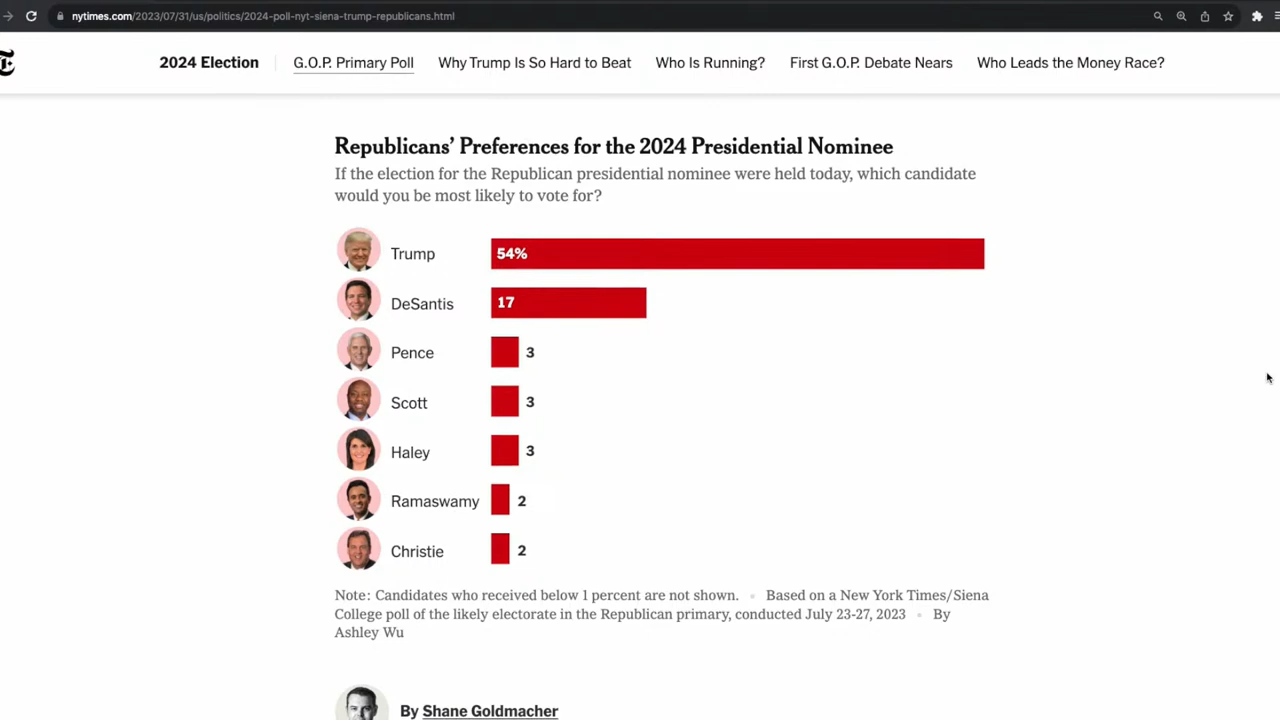 nytimes.com/2023/07/31/us/politics/2024-poll-nyt-siena-trump-republicans.html
2024 Election G.O.P. Primary Poll Why Trump Is So Hard to Beat Who Is Running? First G.O.P. Debate Nears Who Leads the Money Race?
Republicans’ Preferences for the 2024 Presidential Nominee
If the election for the Republican presidential nominee were held today, which candidate
would you be most likely to vote for?
Trump 54%
DeSantis 17
Pence 3
Scott 3
Haley 3
Ramaswamy 2
Christie 2
Note: Candidates who received below 1 percent are not shown. • Based on a New York Times/Siena
College poll of the likely electorate in the Republican primary, conducted July 23-27, 2023 • By
Ashley Wu
By Shane Goldmacher